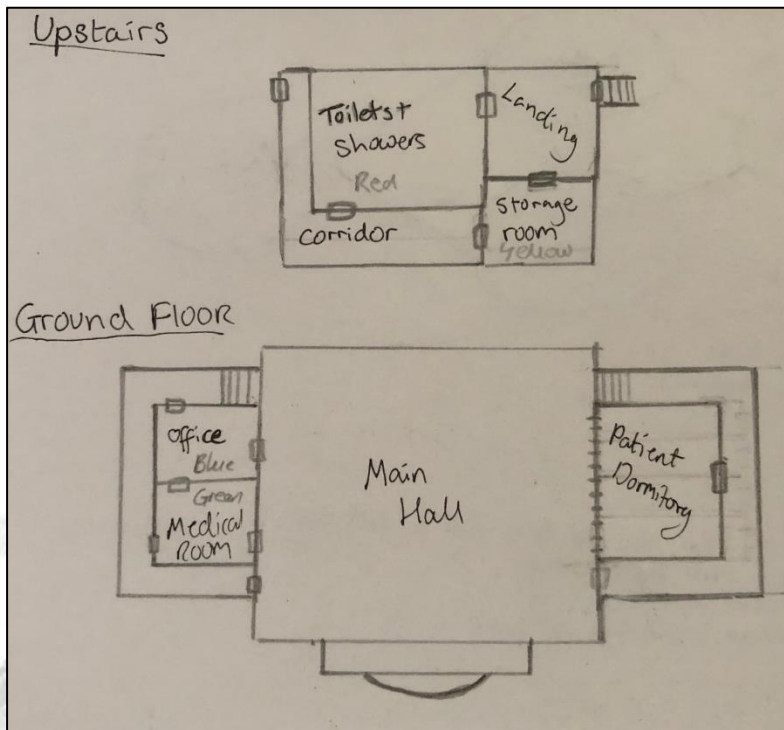 Upstairs
Toilets+
showers
Red
Landing
corridor
storage
room
Yellow
Ground Floor
office
Blue
Green
Medical
Room
Main
Hall
Patient
Dormitory